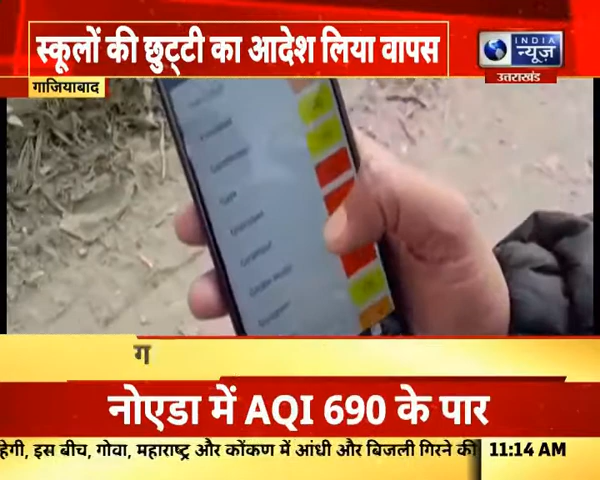 स्कूलों की छुट्टी का आदेश लिया वापस
INDIA
न्यूज़
उत्तराखंड
गाजियाबाद
ग
नोएडा में AQI 690 के पार
हेगी, इस बीच, गोवा, महाराष्ट्र और कोंकण में आंधी और बिजली गिरने की
11:14 AM